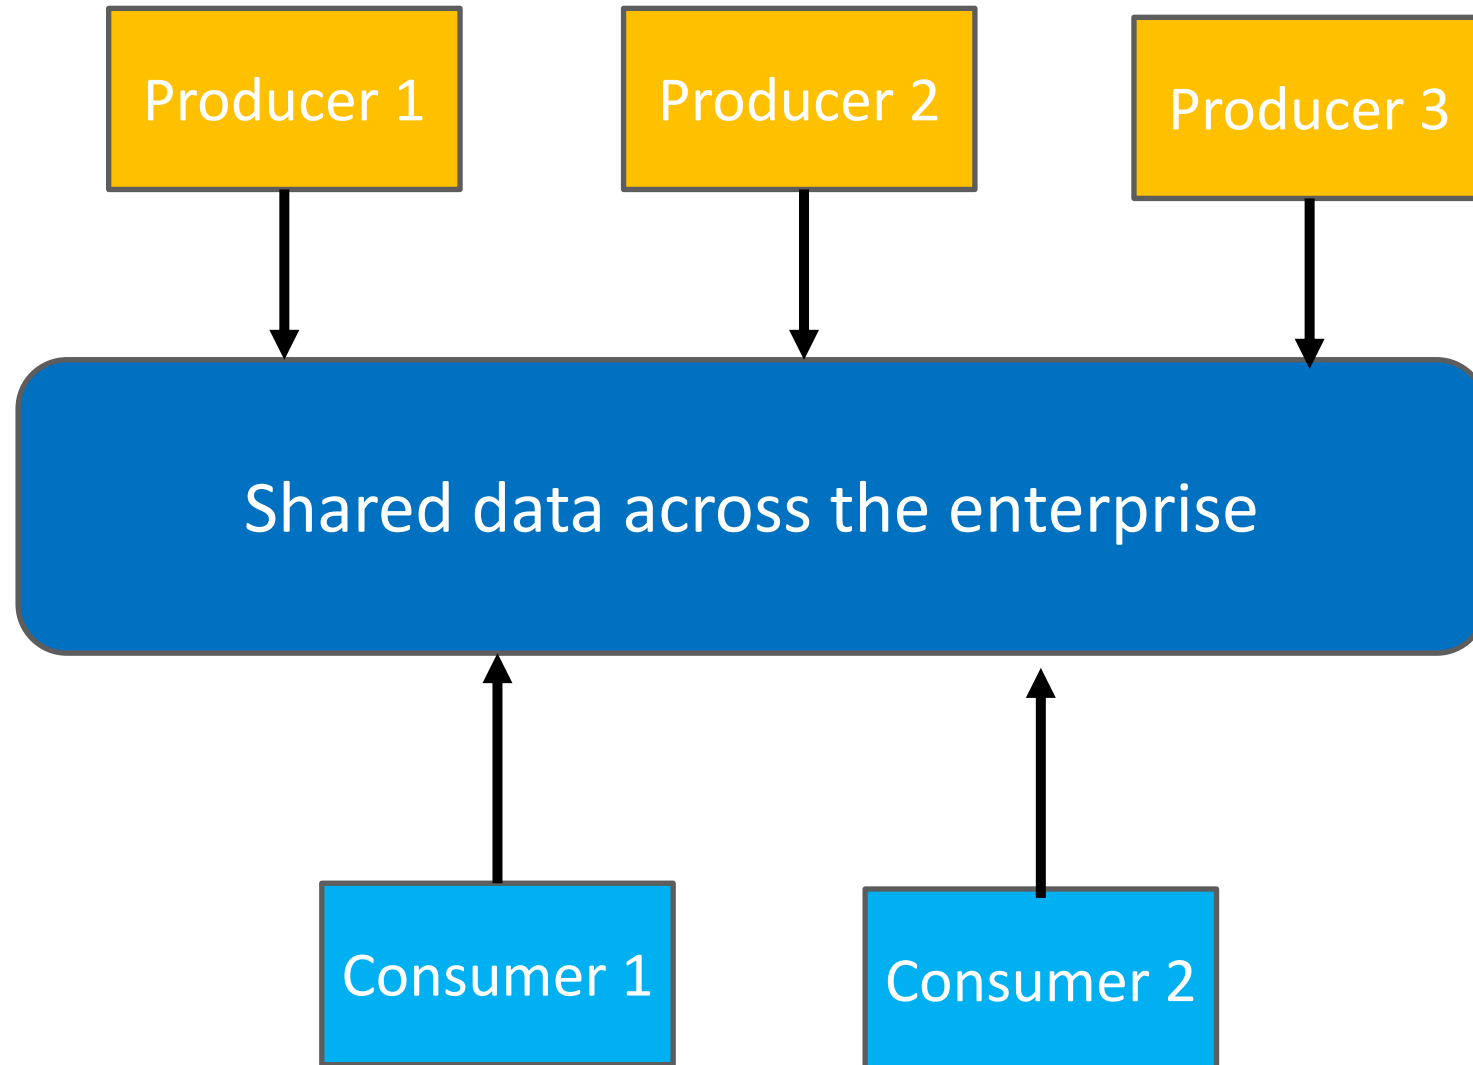 Producer 1
Producer 2
Producer 3
Shared data across the enterprise
Consumer 1
Consumer 2